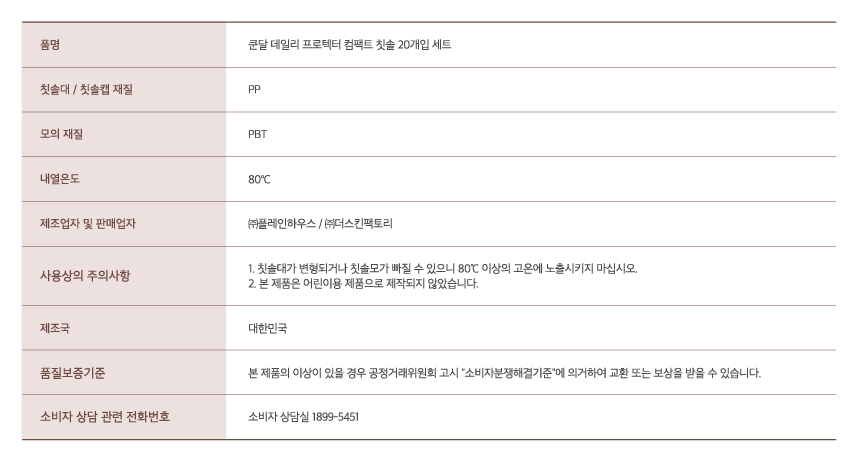 품명 쿤달 데일리 프로텍터 컴팩트 칫솔 20개입 세트
칫솔대 / 칫솔캡 재질 PP
모의 재질 PBT
내열온도 80℃
제조업자 및 판매업자 ㈜플레인하우스 / ㈜더스킨팩토리
사용상의 주의사항 1. 칫솔대가 변형되거나 칫솔모가 빠질 수 있으니 80℃ 이상의 고온에 노출시키지 마십시오.
2. 본 제품은 어린이용 제품으로 제작되지 않았습니다.
제조국 대한민국
품질보증기준 본 제품의 이상이 있을 경우 공정거래위원회 고시 "소비자분쟁해결기준"에 의거하여 교환 또는 보상을 받을 수 있습니다.
소비자 상담 관련 전화번호 소비자 상담실 1899-5451